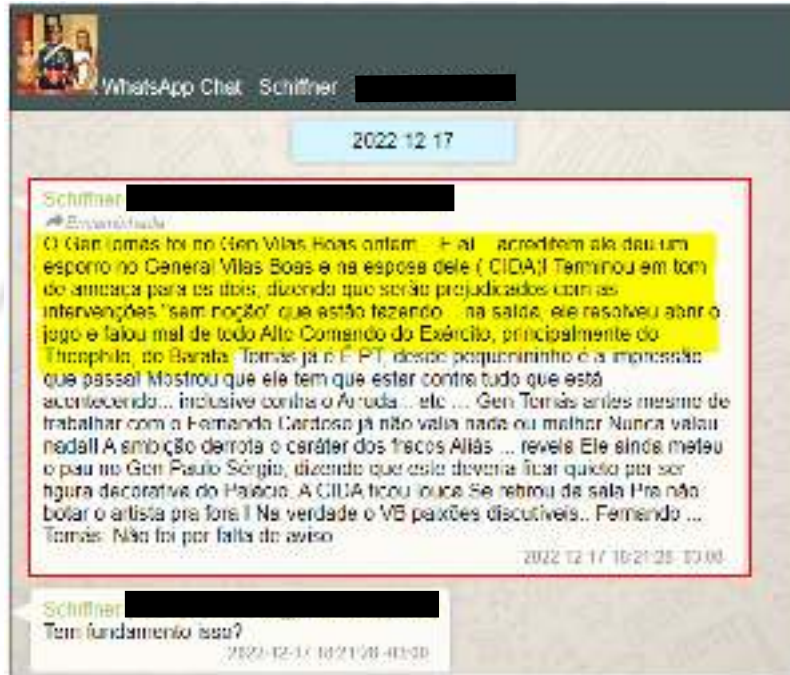 WhatsApp Chat Schiffner
2022-12-17
Schiffner
Encaminhada
O Gen Tomás foi no Gen Vilas Boas ontem... E aí... acreditem ele deu um
esporro no General Vilas Boas e na esposa dele ( CIDA)! Terminou em tom
de ameaça para os dois, dizendo que serão prejudicados com as
intervenções "sem noção" que estão fazendo... na saída, ele resolveu abrir o
jogo e falou mal de todo Alto Comando do Exército, principalmente do
Theophilo, do Barata. Tomás já é É PT, desde pequenininho é a impressão
que passa! Mostrou que ele tem que estar contra tudo que está
acontecendo... inclusive contra o Arruda... etc .... Gen Tomás antes mesmo de
trabalhar com o Fernando Cardoso já não valia nada ou melhor Nunca valeu
nada!! A ambição derrota o caráter dos fracos Aliás ... revela Ele ainda meteu
o pau no Gen Paulo Sérgio, dizendo que este deveria ficar quieto por ser
figura decorativa do Palácio. A CIDA ficou louca Se retirou da sala Pra não
botar o artista pra fora ! Na verdade o VB paixões discutíveis.. Fernando ...
Tomás. Não foi por falta de aviso
2022-12-17 18:21:28 -03:00
Schiffner
Tem fundamento isso?
2022-12-17 18:21:28 -03:00